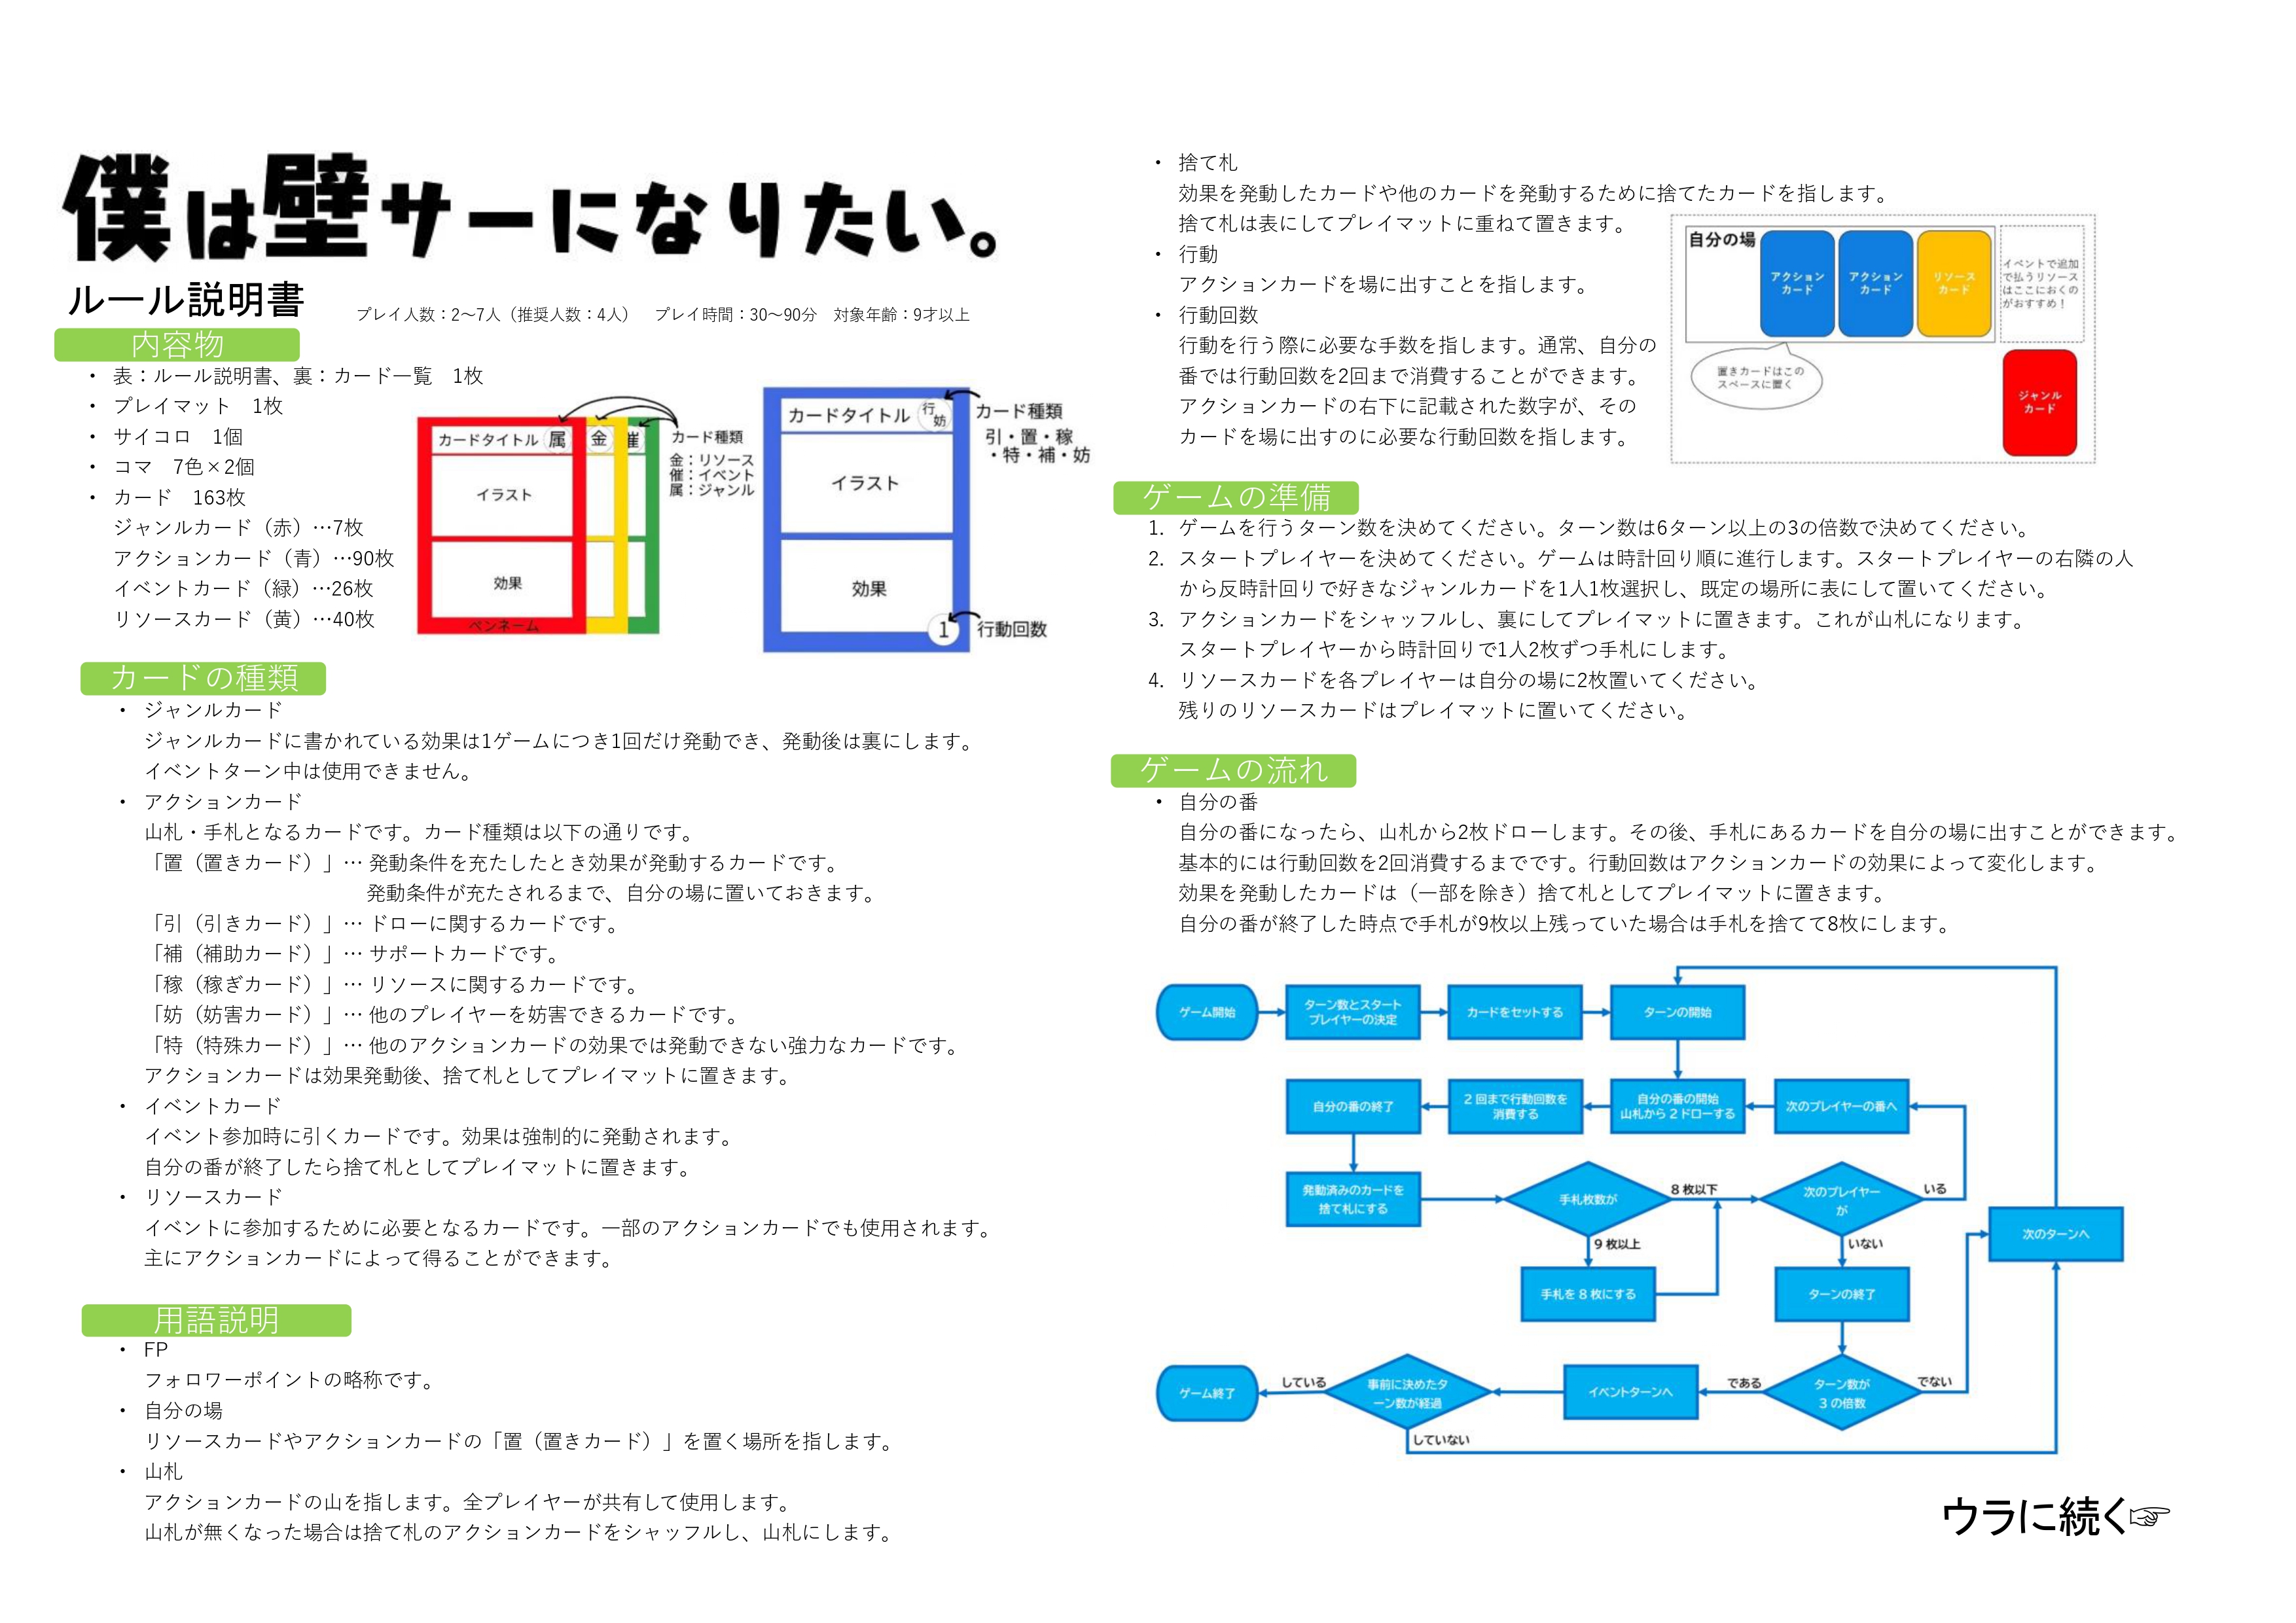 僕は壁サーになりたい。
ルール説明書
プレイ人数：2～7人（推奨人数：4人）　プレイ時間：30～90分　対象年齢：9才以上
内容物
・ 表：ルール説明書、裏：カード一覧　1枚
・ プレイマット　1枚
・ サイコロ　1個
・ コマ　7色×2個
・ カード　163枚
ジャンルカード（赤）…7枚
アクションカード（青）…90枚
イベントカード（緑）…26枚
リソースカード（黄）…40枚
カードタイトル 属 金 催
イラスト
効果
ペンネーム
カード種類
金：リソース
催：イベント
属：ジャンル
カードタイトル 行 妨
イラスト
効果
1
カード種類
引・置・稼
・特・補・妨
行動回数
カードの種類
・ ジャンルカード
ジャンルカードに書かれている効果は1ゲームにつき1回だけ発動でき、発動後は裏にします。
イベントターン中は使用できません。
・ アクションカード
山札・手札となるカードです。カード種類は以下の通りです。
「置（置きカード）」… 発動条件を充たしたとき効果が発動するカードです。
発動条件が充たされるまで、自分の場に置いておきます。
「引（引きカード）」… ドローに関するカードです。
「補（補助カード）」… サポートカードです。
「稼（稼ぎカード）」… リソースに関するカードです。
「妨（妨害カード）」… 他のプレイヤーを妨害できるカードです。
「特（特殊カード）」… 他のアクションカードの効果では発動できない強力なカードです。
アクションカードは効果発動後、捨て札としてプレイマットに置きます。
・ イベントカード
イベント参加時に引くカードです。効果は強制的に発動されます。
自分の番が終了したら捨て札としてプレイマットに置きます。
・ リソースカード
イベントに参加するために必要となるカードです。一部のアクションカードでも使用されます。
主にアクションカードによって得ることができます。
用語説明
・ FP
フォロワーポイントの略称です。
・ 自分の場
リソースカードやアクションカードの「置（置きカード）」を置く場所を指します。
・ 山札
アクションカードの山を指します。全プレイヤーが共有して使用します。
山札が無くなった場合は捨て札のアクションカードをシャッフルし、山札にします。
・ 捨て札
効果を発動したカードや他のカードを発動するために捨てたカードを指します。
捨て札は表にしてプレイマットに重ねて置きます。
・ 行動
アクションカードを場に出すことを指します。
・ 行動回数
行動を行う際に必要な手数を指します。通常、自分の
番では行動回数を2回まで消費することができます。
アクションカードの右下に記載された数字が、その
カードを場に出すのに必要な行動回数を指します。
自分の場
アクション
カード
アクション
カード
リソース
カード
イベントで追加
で払うリソース
はここにおくの
がおすすめ！
置きカードはこの
スペースに置く
ジャンル
カード
ゲームの準備
1. ゲームを行うターン数を決めてください。ターン数は6ターン以上の3の倍数で決めてください。
2. スタートプレイヤーを決めてください。ゲームは時計回り順に進行します。スタートプレイヤーの右隣の人
から反時計回りで好きなジャンルカードを1人1枚選択し、既定の場所に表にして置いてください。
3. アクションカードをシャッフルし、裏にしてプレイマットに置きます。これが山札になります。
スタートプレイヤーから時計回りで1人2枚ずつ手札にします。
4. リソースカードを各プレイヤーは自分の場に2枚置いてください。
残りのリソースカードはプレイマットに置いてください。
ゲームの流れ
・ 自分の番
自分の番になったら、山札から2枚ドローします。その後、手札にあるカードを自分の場に出すことができます。
基本的には行動回数を2回消費するまでです。行動回数はアクションカードの効果によって変化します。
効果を発動したカードは（一部を除き）捨て札としてプレイマットに置きます。
自分の番が終了した時点で手札が9枚以上残っていた場合は手札を捨てて8枚にします。
ゲーム開始
ターン数とスタート
プレイヤーの決定
カードをセットする
ターンの開始
自分の番の終了
2回まで行動回数を
消費する
自分の番の開始
山札から2ドローする
次のプレイヤーの番へ
発動済みのカードを
捨て札にする
手札枚数が
8枚以下
9枚以上
次のプレイヤー
が
いる
いない
次のターンへ
手札を8枚にする
ターンの終了
ゲーム終了
している
事前に決めたタ
ーン数が経過
していない
イベントターンへ
である
ターン数が
3の倍数
でない
ウラに続く☞